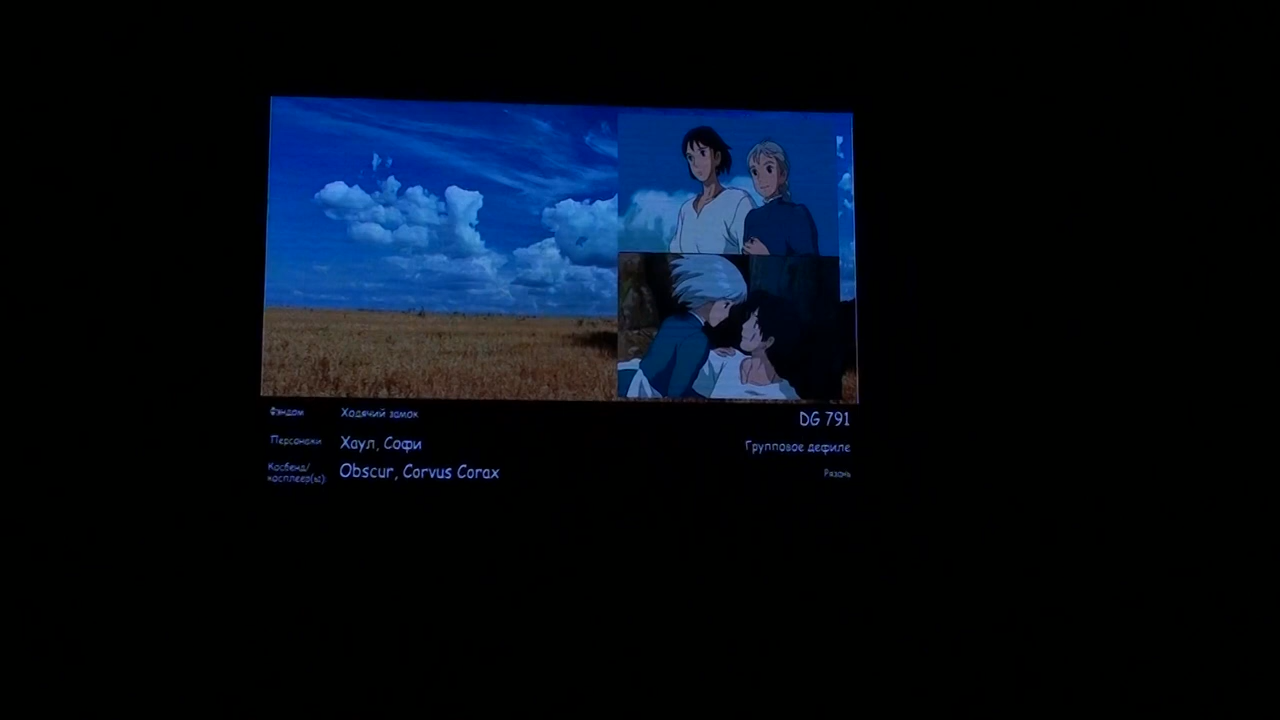 Фэндом Ходячий замок DG 791
Персонажи Хаул, Софи Групповое дефиле
Косбенд/
косплеер(ы): Obscur, Corvus Corax Рязань